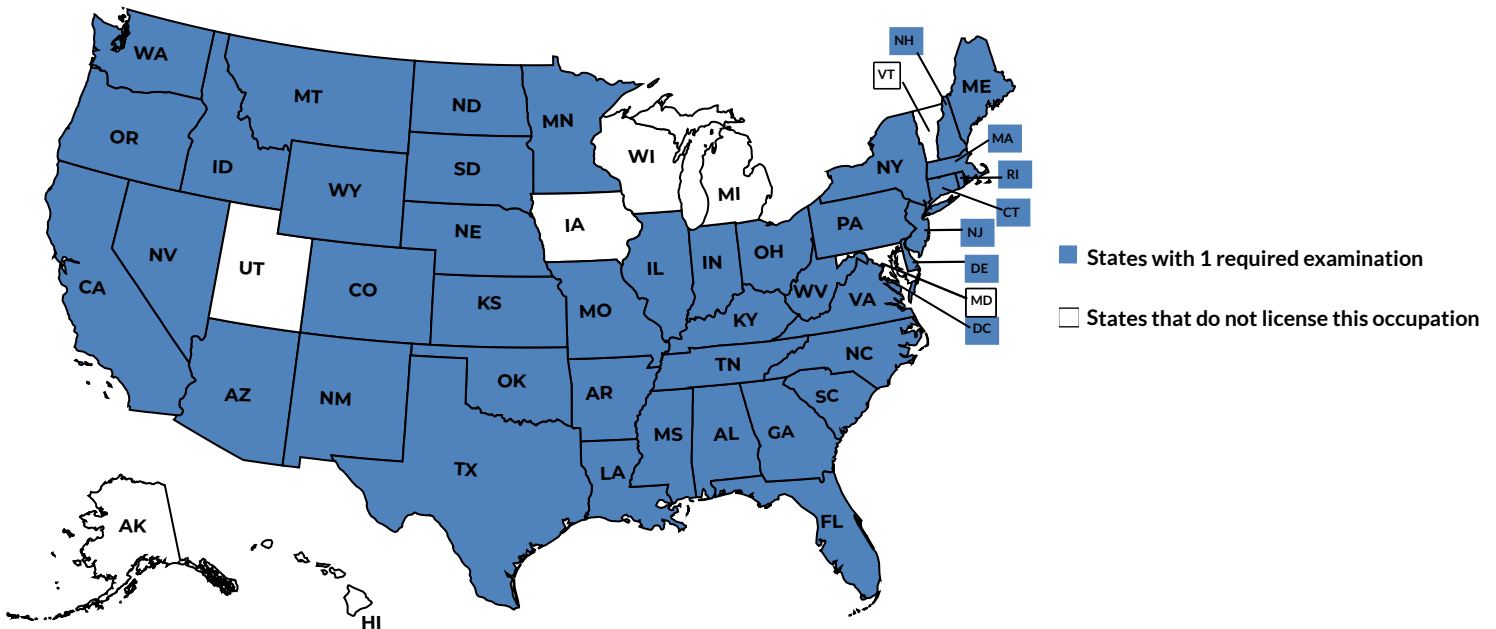 WA
MT
ND
MN
OR
ID
WY
SD
WI
MI
NH
VT
ME
NY
MA
RI
CT
NV
UT
NE
IA
PA
NJ
CA
CO
KS
MO
IL
IN
OH
WV
VA
DE
MD
DC
KY
AZ
NM
OK
AR
TN
NC
SC
TX
LA
MS
AL
GA
FL
AK
HI
States with 1 required examination
States that do not license this occupation